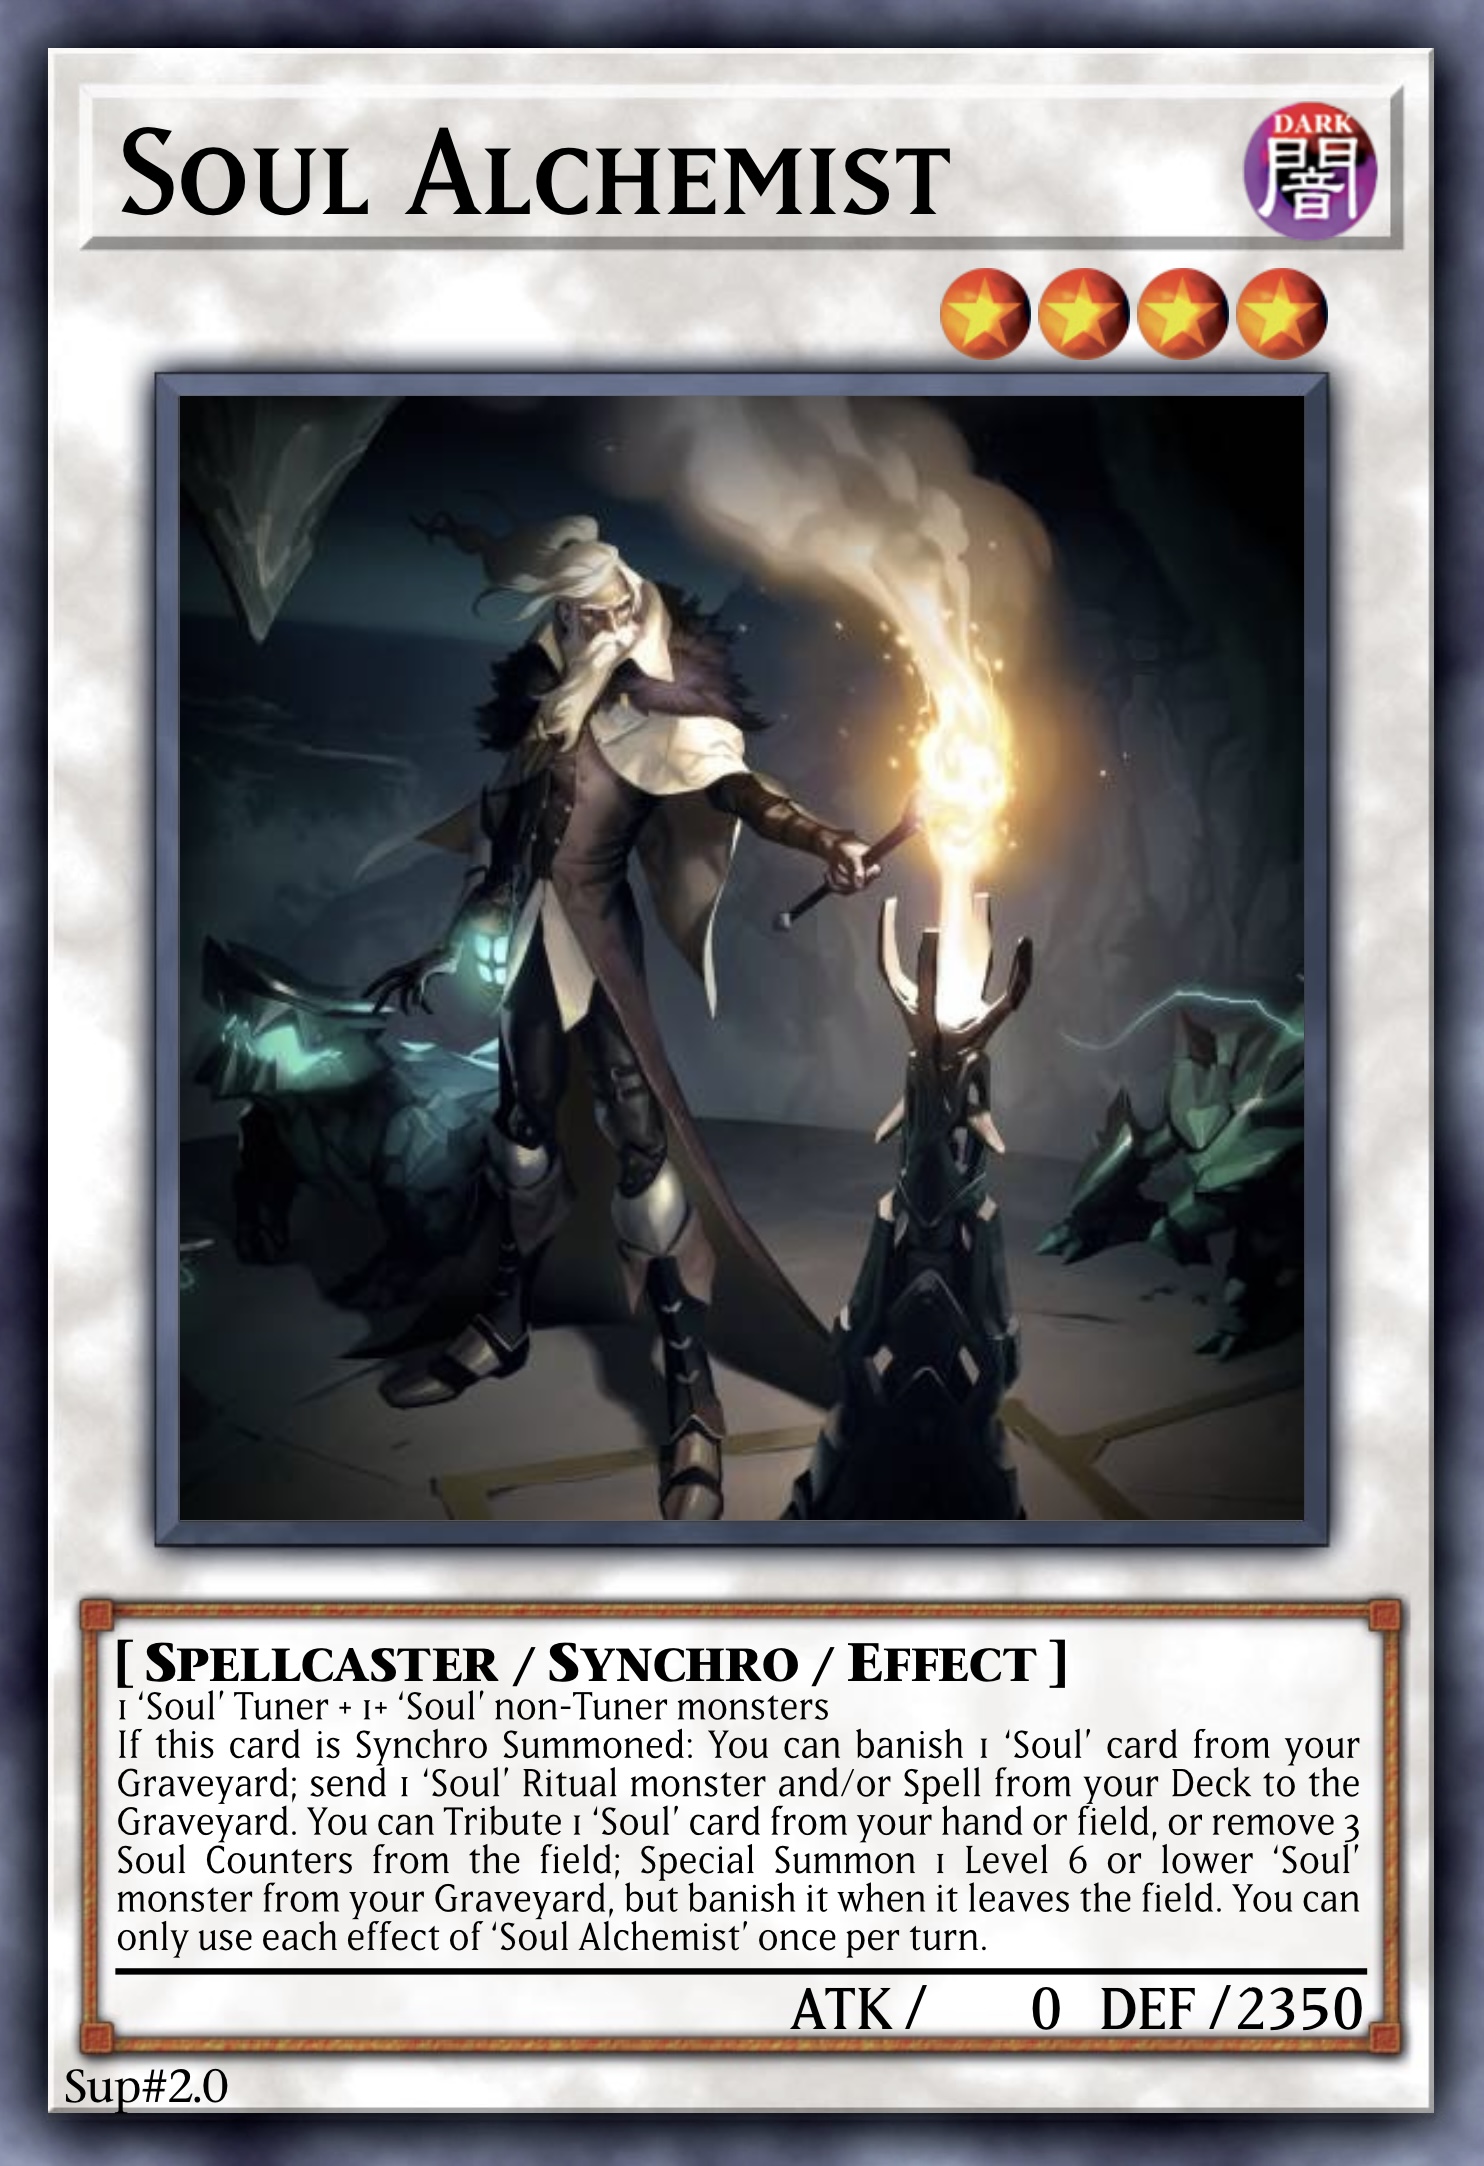 Soul Alchemist
DARK
闇
[ Spellcaster / Synchro / Effect ]
1 ‘Soul’ Tuner + 1+ ‘Soul’ non-Tuner monsters
If this card is Synchro Summoned: You can banish 1 ‘Soul’ card from your
Graveyard; send 1 ‘Soul’ Ritual monster and/or Spell from your Deck to the
Graveyard. You can Tribute 1 ‘Soul’ card from your hand or field, or remove 3
Soul Counters from the field; Special Summon 1 Level 6 or lower ‘Soul’
monster from your Graveyard, but banish it when it leaves the field. You can
only use each effect of ‘Soul Alchemist’ once per turn.
ATK / 0 DEF /2350
Sup#2.0